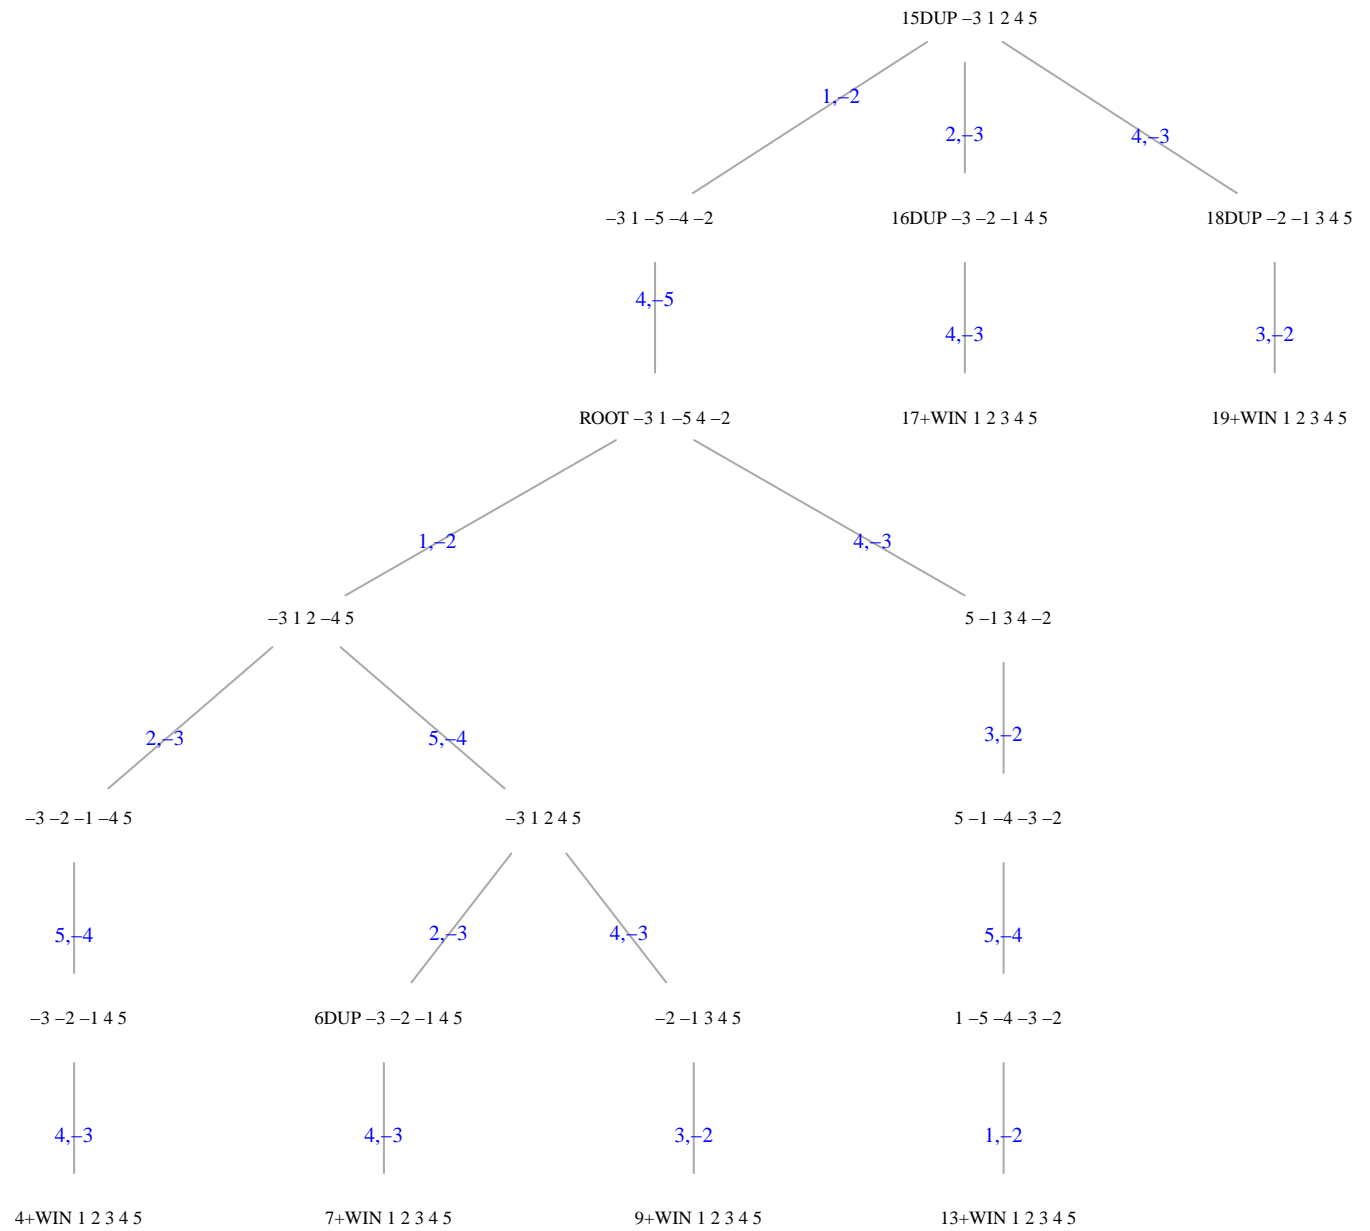 15DUP –3 1 2 4 5
1,–2
2,–3
4,–3
–3 1 –5 –4 –2
16DUP –3 –2 –1 4 5
18DUP –2 –1 3 4 5
4,–5
4,–3
3,–2
ROOT –3 1 –5 4 –2
17+WIN 1 2 3 4 5
19+WIN 1 2 3 4 5
1,–2
4,–3
–3 1 2 –4 5
5 –1 3 4 –2
2,–3
5,–4
3,–2
–3 –2 –1 –4 5
–3 1 2 4 5
5 –1 –4 –3 –2
5,–4
2,–3
4,–3
5,–4
–3 –2 –1 4 5
6DUP –3 –2 –1 4 5
–2 –1 3 4 5
1 –5 –4 –3 –2
4,–3
4,–3
3,–2
1,–2
4+WIN 1 2 3 4 5
7+WIN 1 2 3 4 5
9+WIN 1 2 3 4 5
13+WIN 1 2 3 4 5